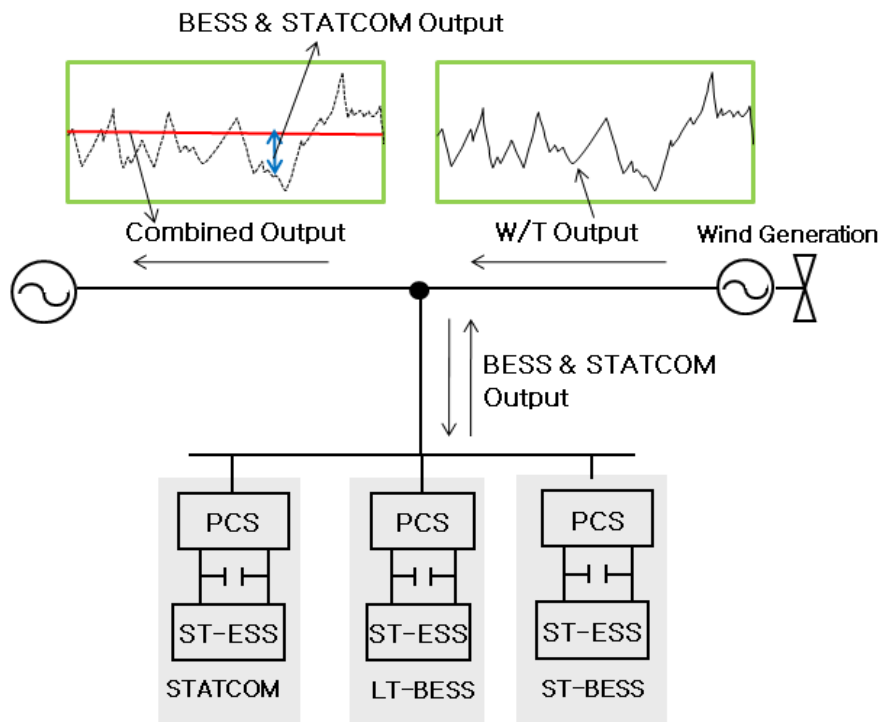 BESS & STATCOM Output
Combined Output
W/T Output
Wind Generation
BESS & STATCOM
Output
PCS
PCS
PCS
ST-ESS
ST-ESS
ST-ESS
STATCOM
LT-BESS
ST-BESS